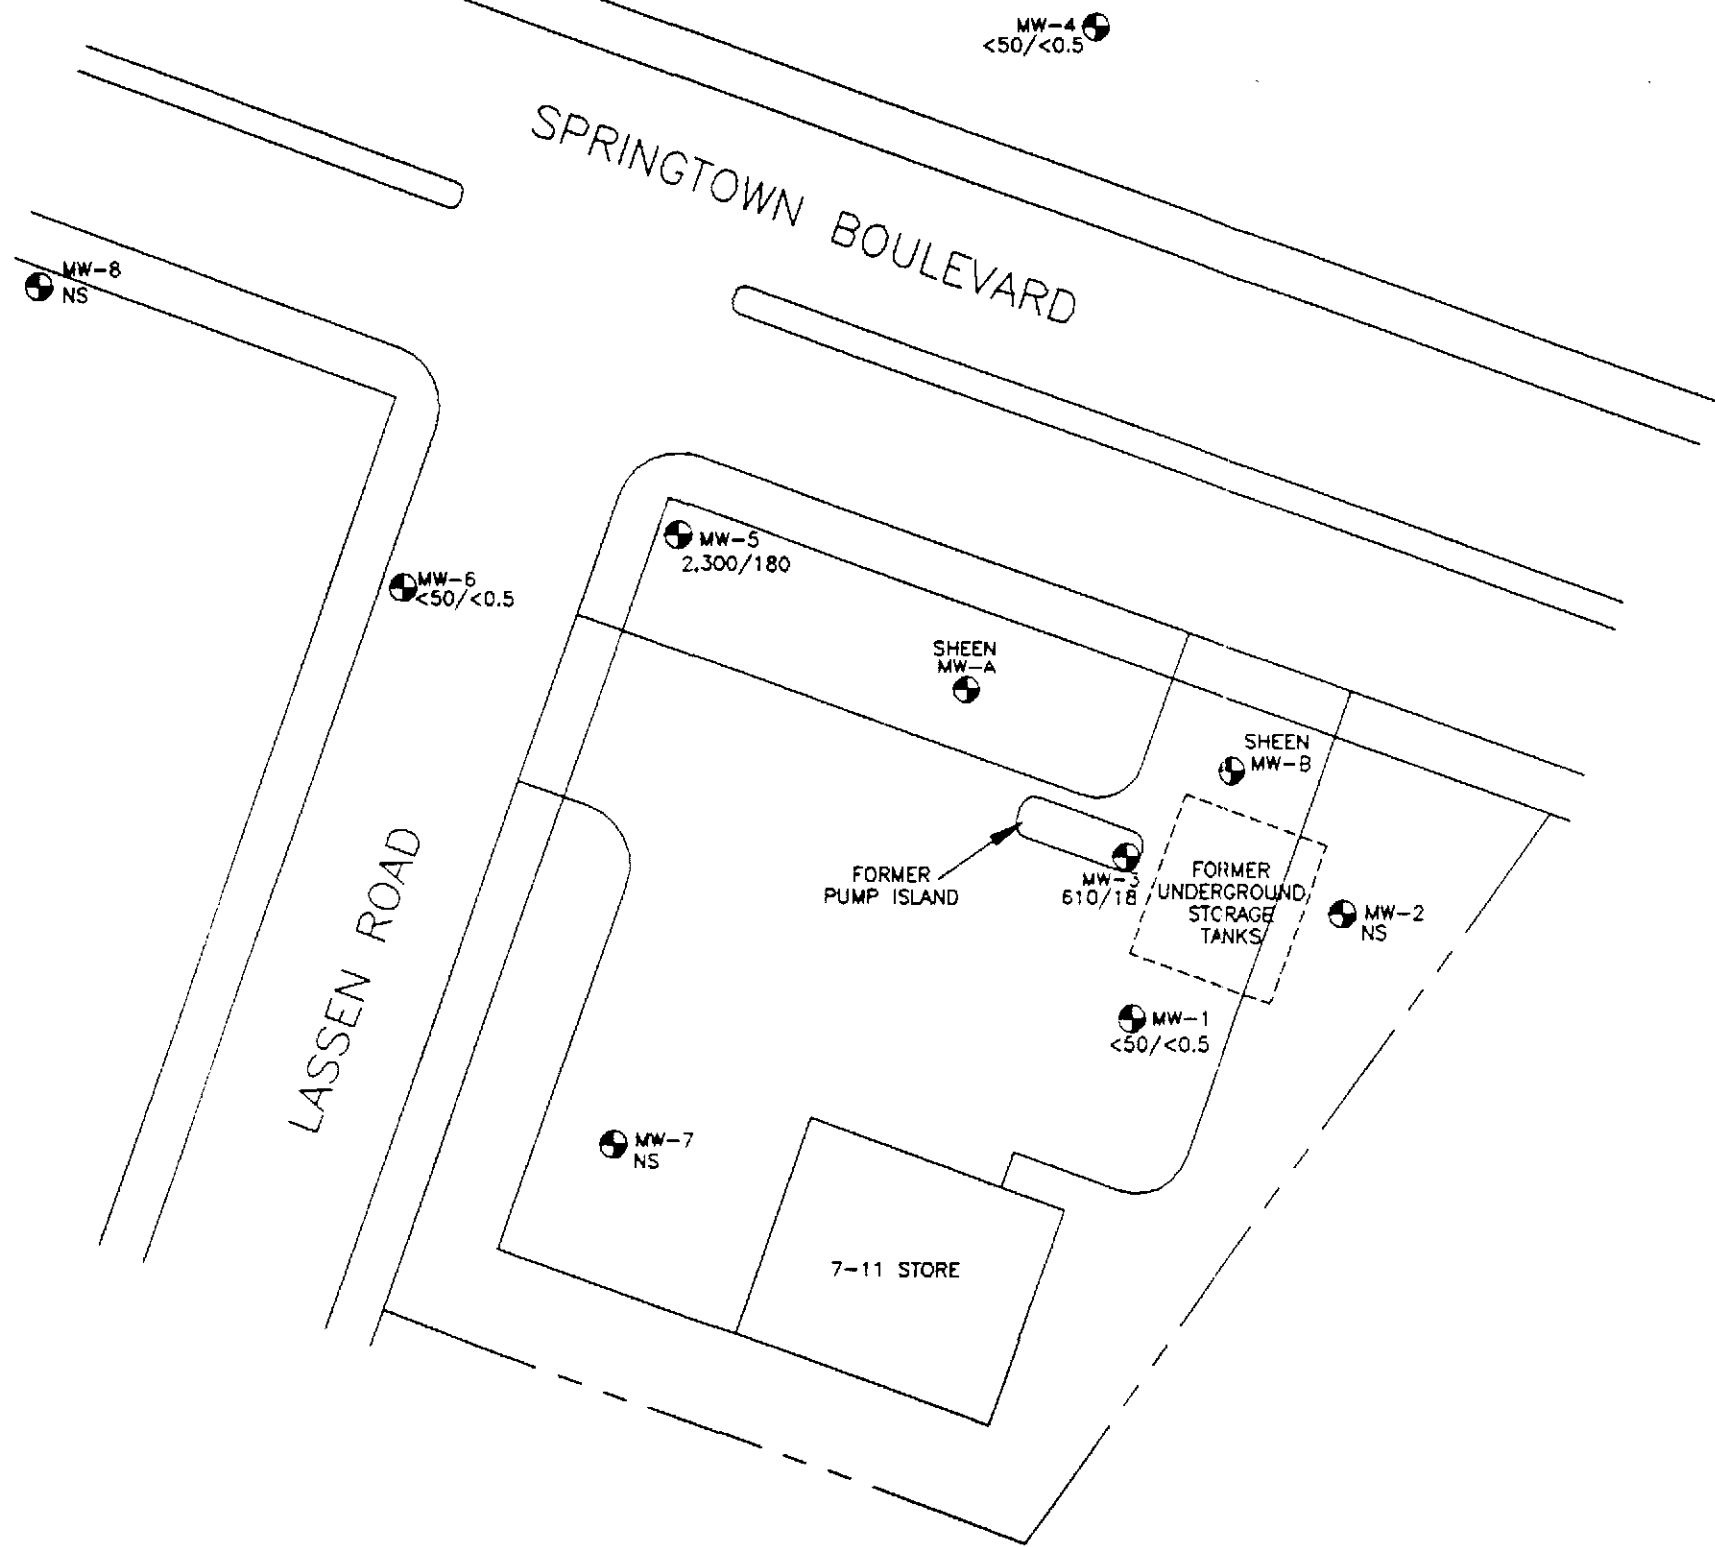 MW-4
<50/<0.5
SPRINGTOWN BOULEVARD
MW-8
NS
MW-5
2,300/180
MW-6
<50/<0.5
SHEEN
MW-A
SHEEN
MW-B
FORMER
PUMP ISLAND
MW-3
610/18
FORMER
UNDERGROUND
STORAGE
TANKS
MW-2
NS
LASSEN ROAD
MW-1
<50/<0.5
MW-7
NS
7-11 STORE